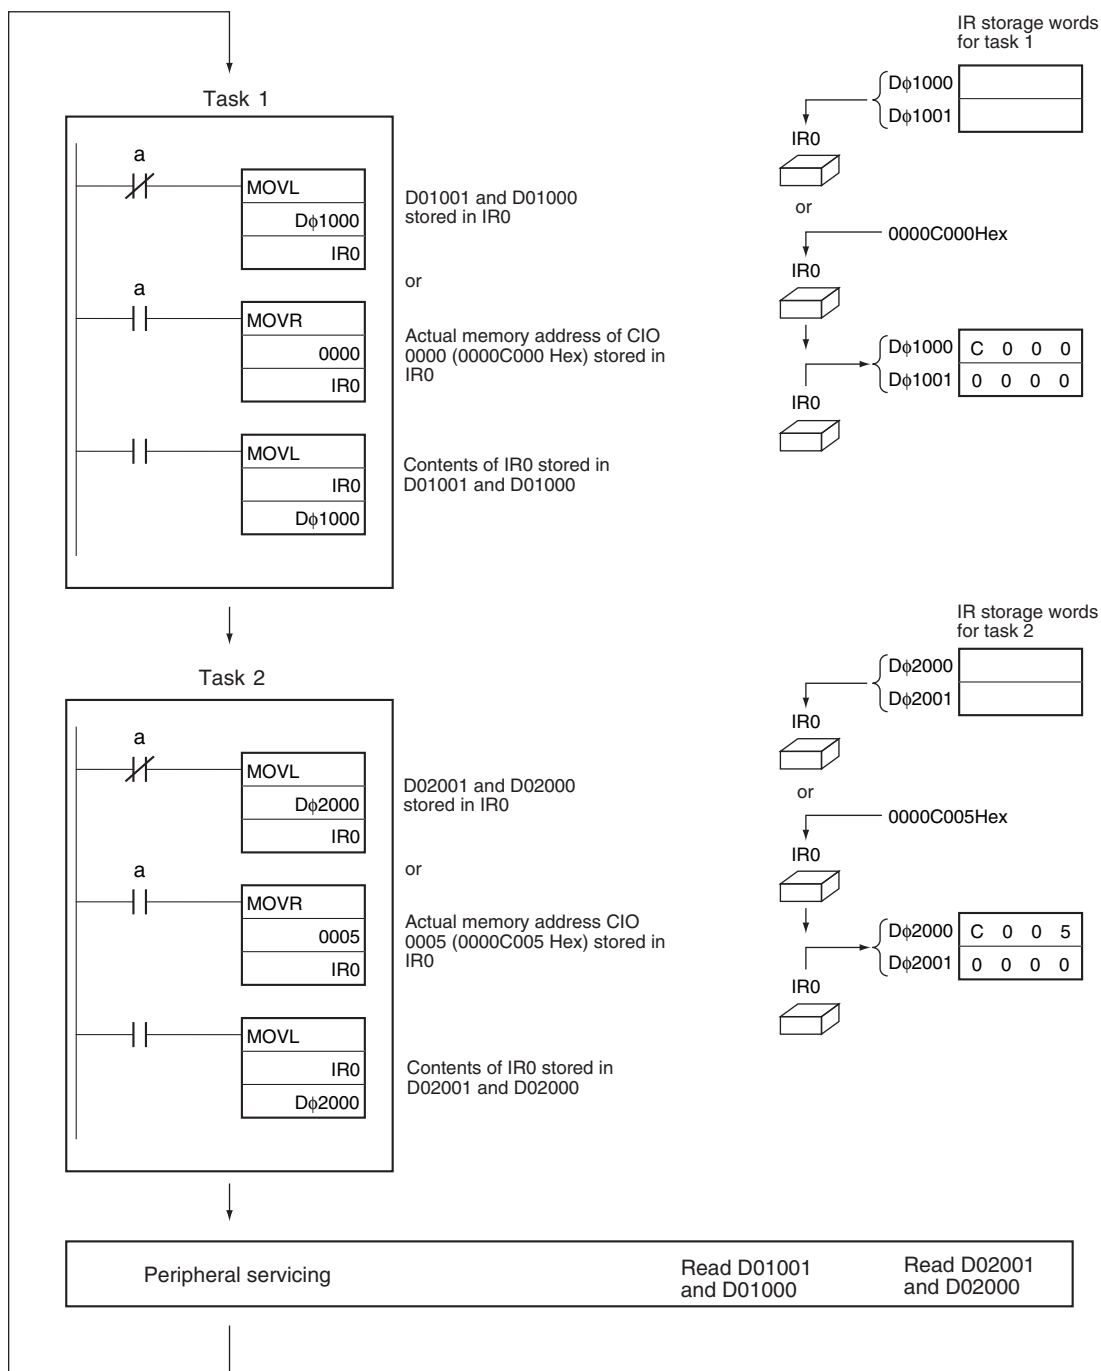 IR storage words
for task 1
Dφ1000
Dφ1001
IR0
or
0000C000Hex
IR0
Dφ1000 C 0 0 0
Dφ1001 0 0 0 0
IR0
Task 1
a
MOVL
Dφ1000
IR0
D01001 and D01000
stored in IR0
or
a
MOVR
0000
IR0
Actual memory address of CIO
0000 (0000C000 Hex) stored in
IR0
MOVL
IR0
Dφ1000
Contents of IR0 stored in
D01001 and D01000
IR storage words
for task 2
Dφ2000
Dφ2001
IR0
or
0000C005Hex
IR0
Dφ2000 C 0 0 5
Dφ2001 0 0 0 0
IR0
Task 2
a
MOVL
Dφ2000
IR0
D02001 and D02000
stored in IR0
or
a
MOVR
0005
IR0
Actual memory address CIO
0005 (0000C005 Hex) stored in
IR0
MOVL
IR0
Dφ2000
Contents of IR0 stored in
D02001 and D02000
Peripheral servicing
Read D01001
and D01000
Read D02001
and D02000